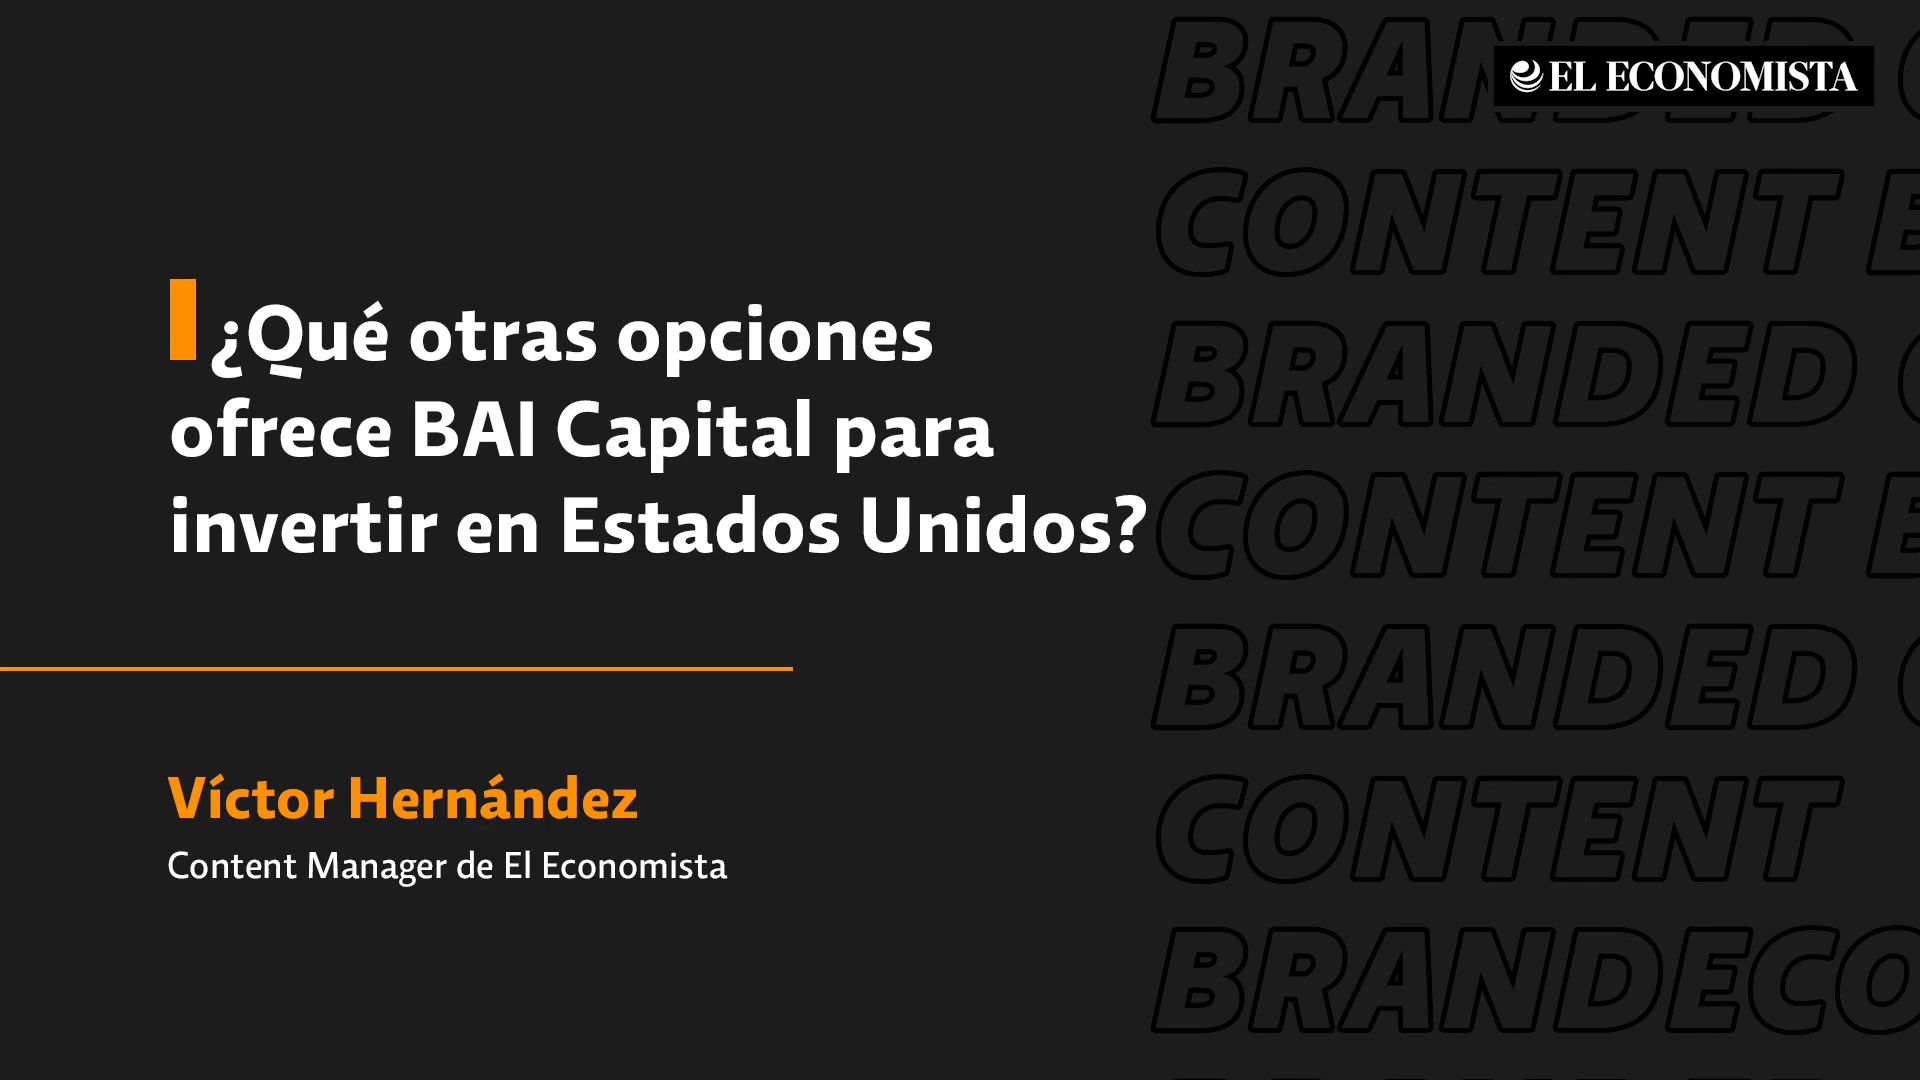 BRANDED C
EL ECONOMISTA
CONTENT B
¿Qué otras opciones
ofrece BAI Capital para
invertir en Estados Unidos?
BRANDED C
CONTENT B
BRANDED C
Víctor Hernández
Content Manager de El Economista
CONTENT
BRANDECO